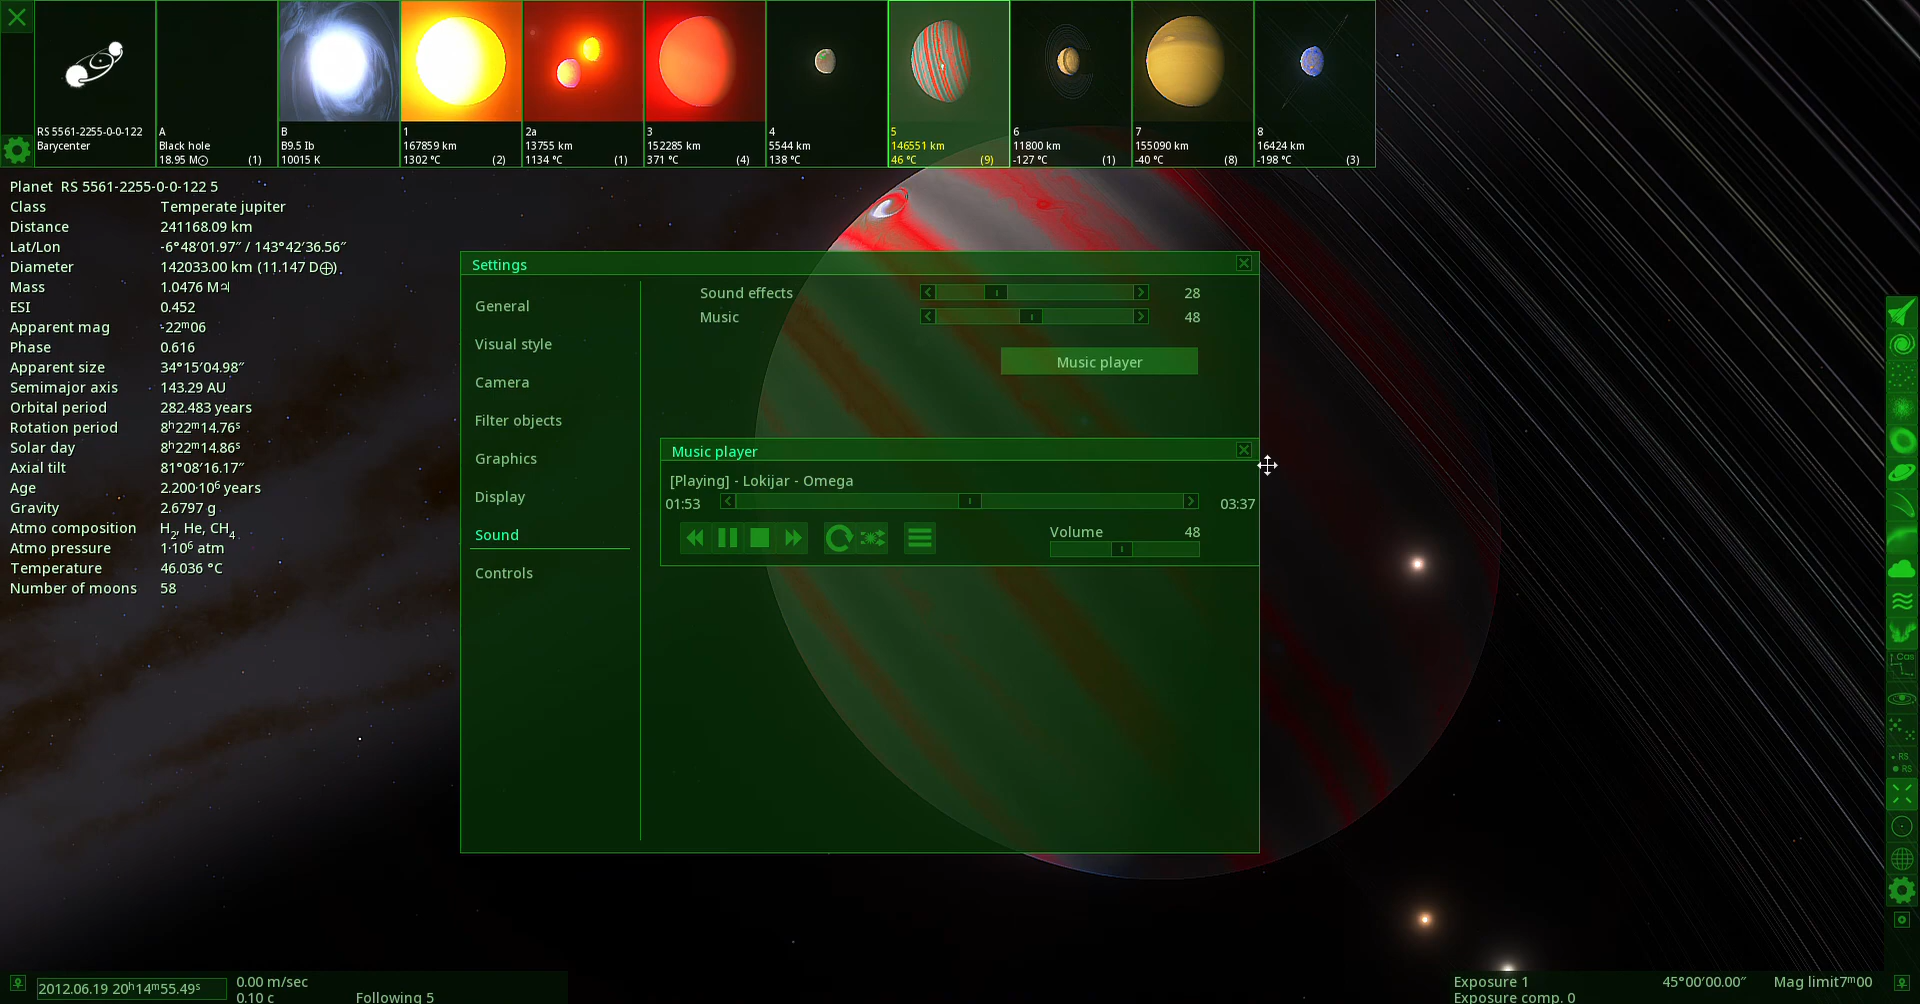 RS 5561-2255-0-0-122
Barycenter
A
Black hole
18.95 M☉ (1)
B
B9.5 Ib
10015 K
1
167859 km
1302 °C (2)
2a
13755 km
1134 °C (1)
3
152285 km
371 °C (4)
4
5544 km
138 °C
5
146551 km
46 °C (9)
6
11800 km
-127 °C (1)
7
155090 km
-40 °C (8)
8
16424 km
-198 °C (3)
Planet RS 5561-2255-0-0-122 5
Class Temperate jupiter
Distance 241168.09 km
Lat/Lon -6°48′01.97″ / 143°42′36.56″
Diameter 142033.00 km (11.147 D⊕)
Mass 1.0476 M♃
ESI 0.452
Apparent mag -22ᵐ06
Phase 0.616
Apparent size 34°15′04.98″
Semimajor axis 143.29 AU
Orbital period 282.483 years
Rotation period 8ʰ22ᵐ14.76ˢ
Solar day 8ʰ22ᵐ14.86ˢ
Axial tilt 81°08′16.17″
Age 2.200·10⁶ years
Gravity 2.6797 g
Atmo composition H₂, He, CH₄
Atmo pressure 1·10⁶ atm
Temperature 46.036 °C
Number of moons 58
Settings
General
Visual style
Camera
Filter objects
Graphics
Display
Sound
Controls
Sound effects 28
Music 48
Music player
Music player
[Playing] - Lokijar - Omega
01:53 03:37
Volume 48
Cas
RS
RS
2012.06.19 20ʰ14ᵐ55.49ˢ
0.00 m/sec
0.10 c
Following 5
Exposure 1 45°00′00.00″ Mag limit7ᵐ00
Exposure comp. 0